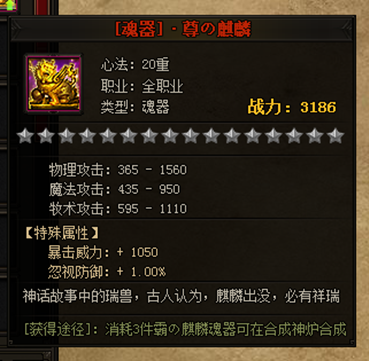 [魂器]·尊の麒麟
心法：20重
职业：全职业
类型：魂器
战力：3186
物理攻击：365 - 1560
魔法攻击：435 - 950
牧术攻击：595 - 1110
【特殊属性】
暴击威力：+ 1050
忽视防御：+ 1.00%
神话故事中的瑞兽，古人认为，麒麟出没，必有祥瑞
[获得途径]：消耗3件霸の麒麟魂器可在合成神炉合成